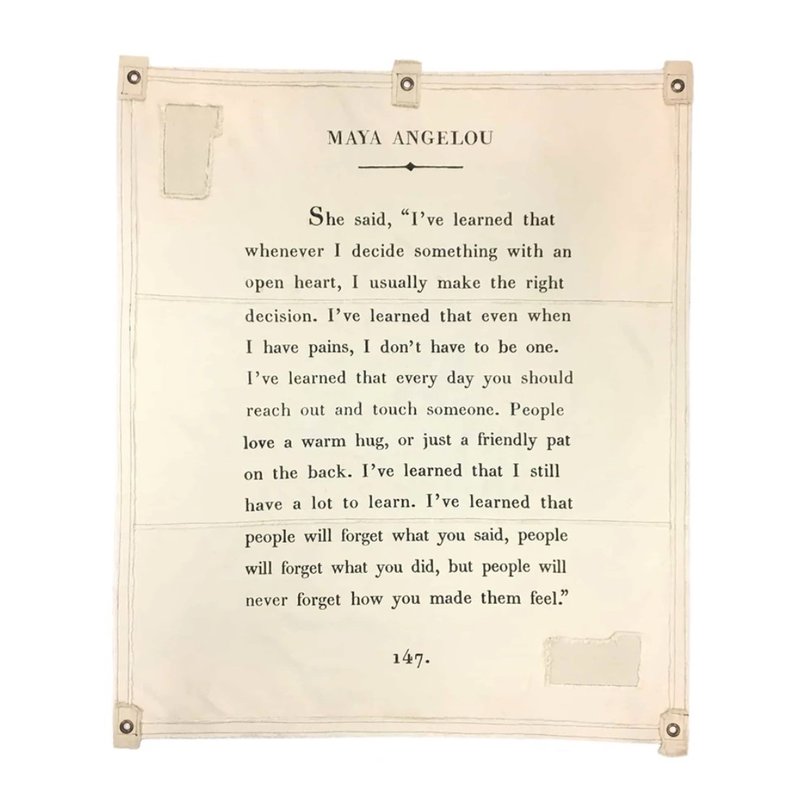 MAYA ANGELOU
She said, “I’ve learned that
whenever I decide something with an
open heart, I usually make the right
decision. I’ve learned that even when
I have pains, I don’t have to be one.
I’ve learned that every day you should
reach out and touch someone. People
love a warm hug, or just a friendly pat
on the back. I’ve learned that I still
have a lot to learn. I’ve learned that
people will forget what you said, people
will forget what you did, but people will
never forget how you made them feel.”
147.